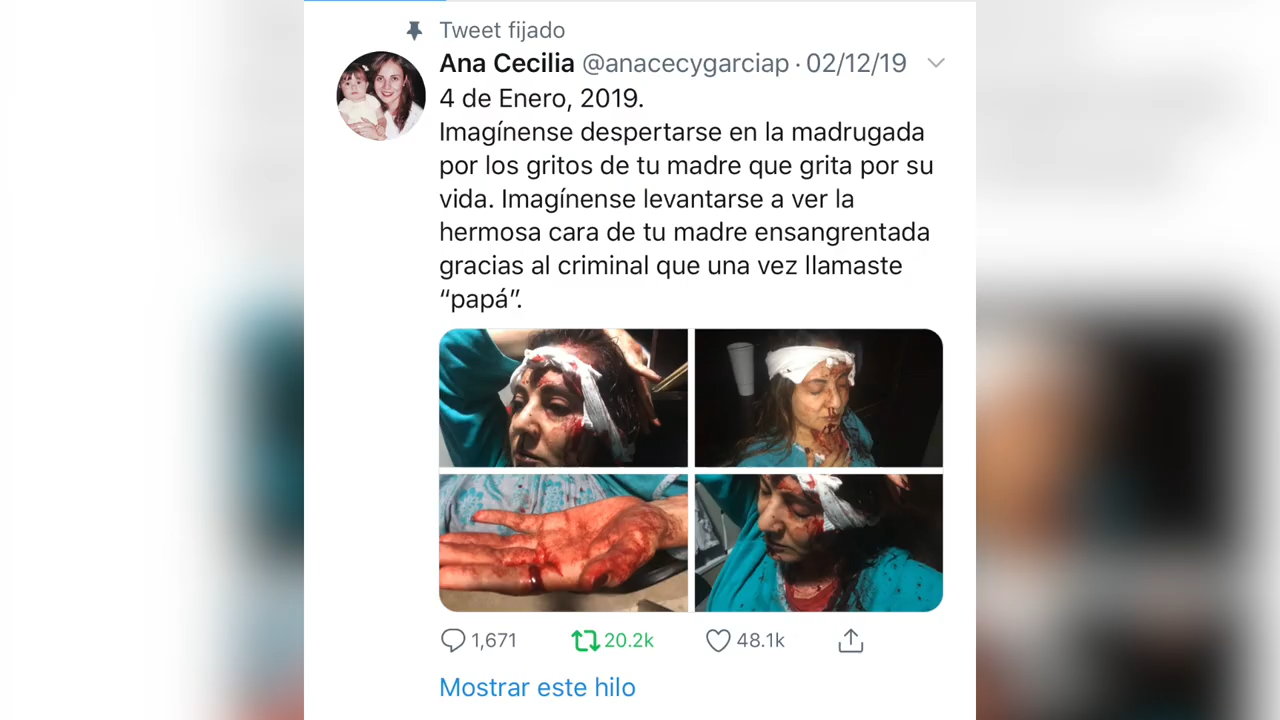 Tweet fijado
Ana Cecilia @anacecygarciap · 02/12/19
4 de Enero, 2019.
Imagínense despertarse en la madrugada
por los gritos de tu madre que grita por su
vida. Imagínense levantarse a ver la
hermosa cara de tu madre ensangrentada
gracias al criminal que una vez llamaste
“papá”.
1,671 20.2k 48.1k
Mostrar este hilo